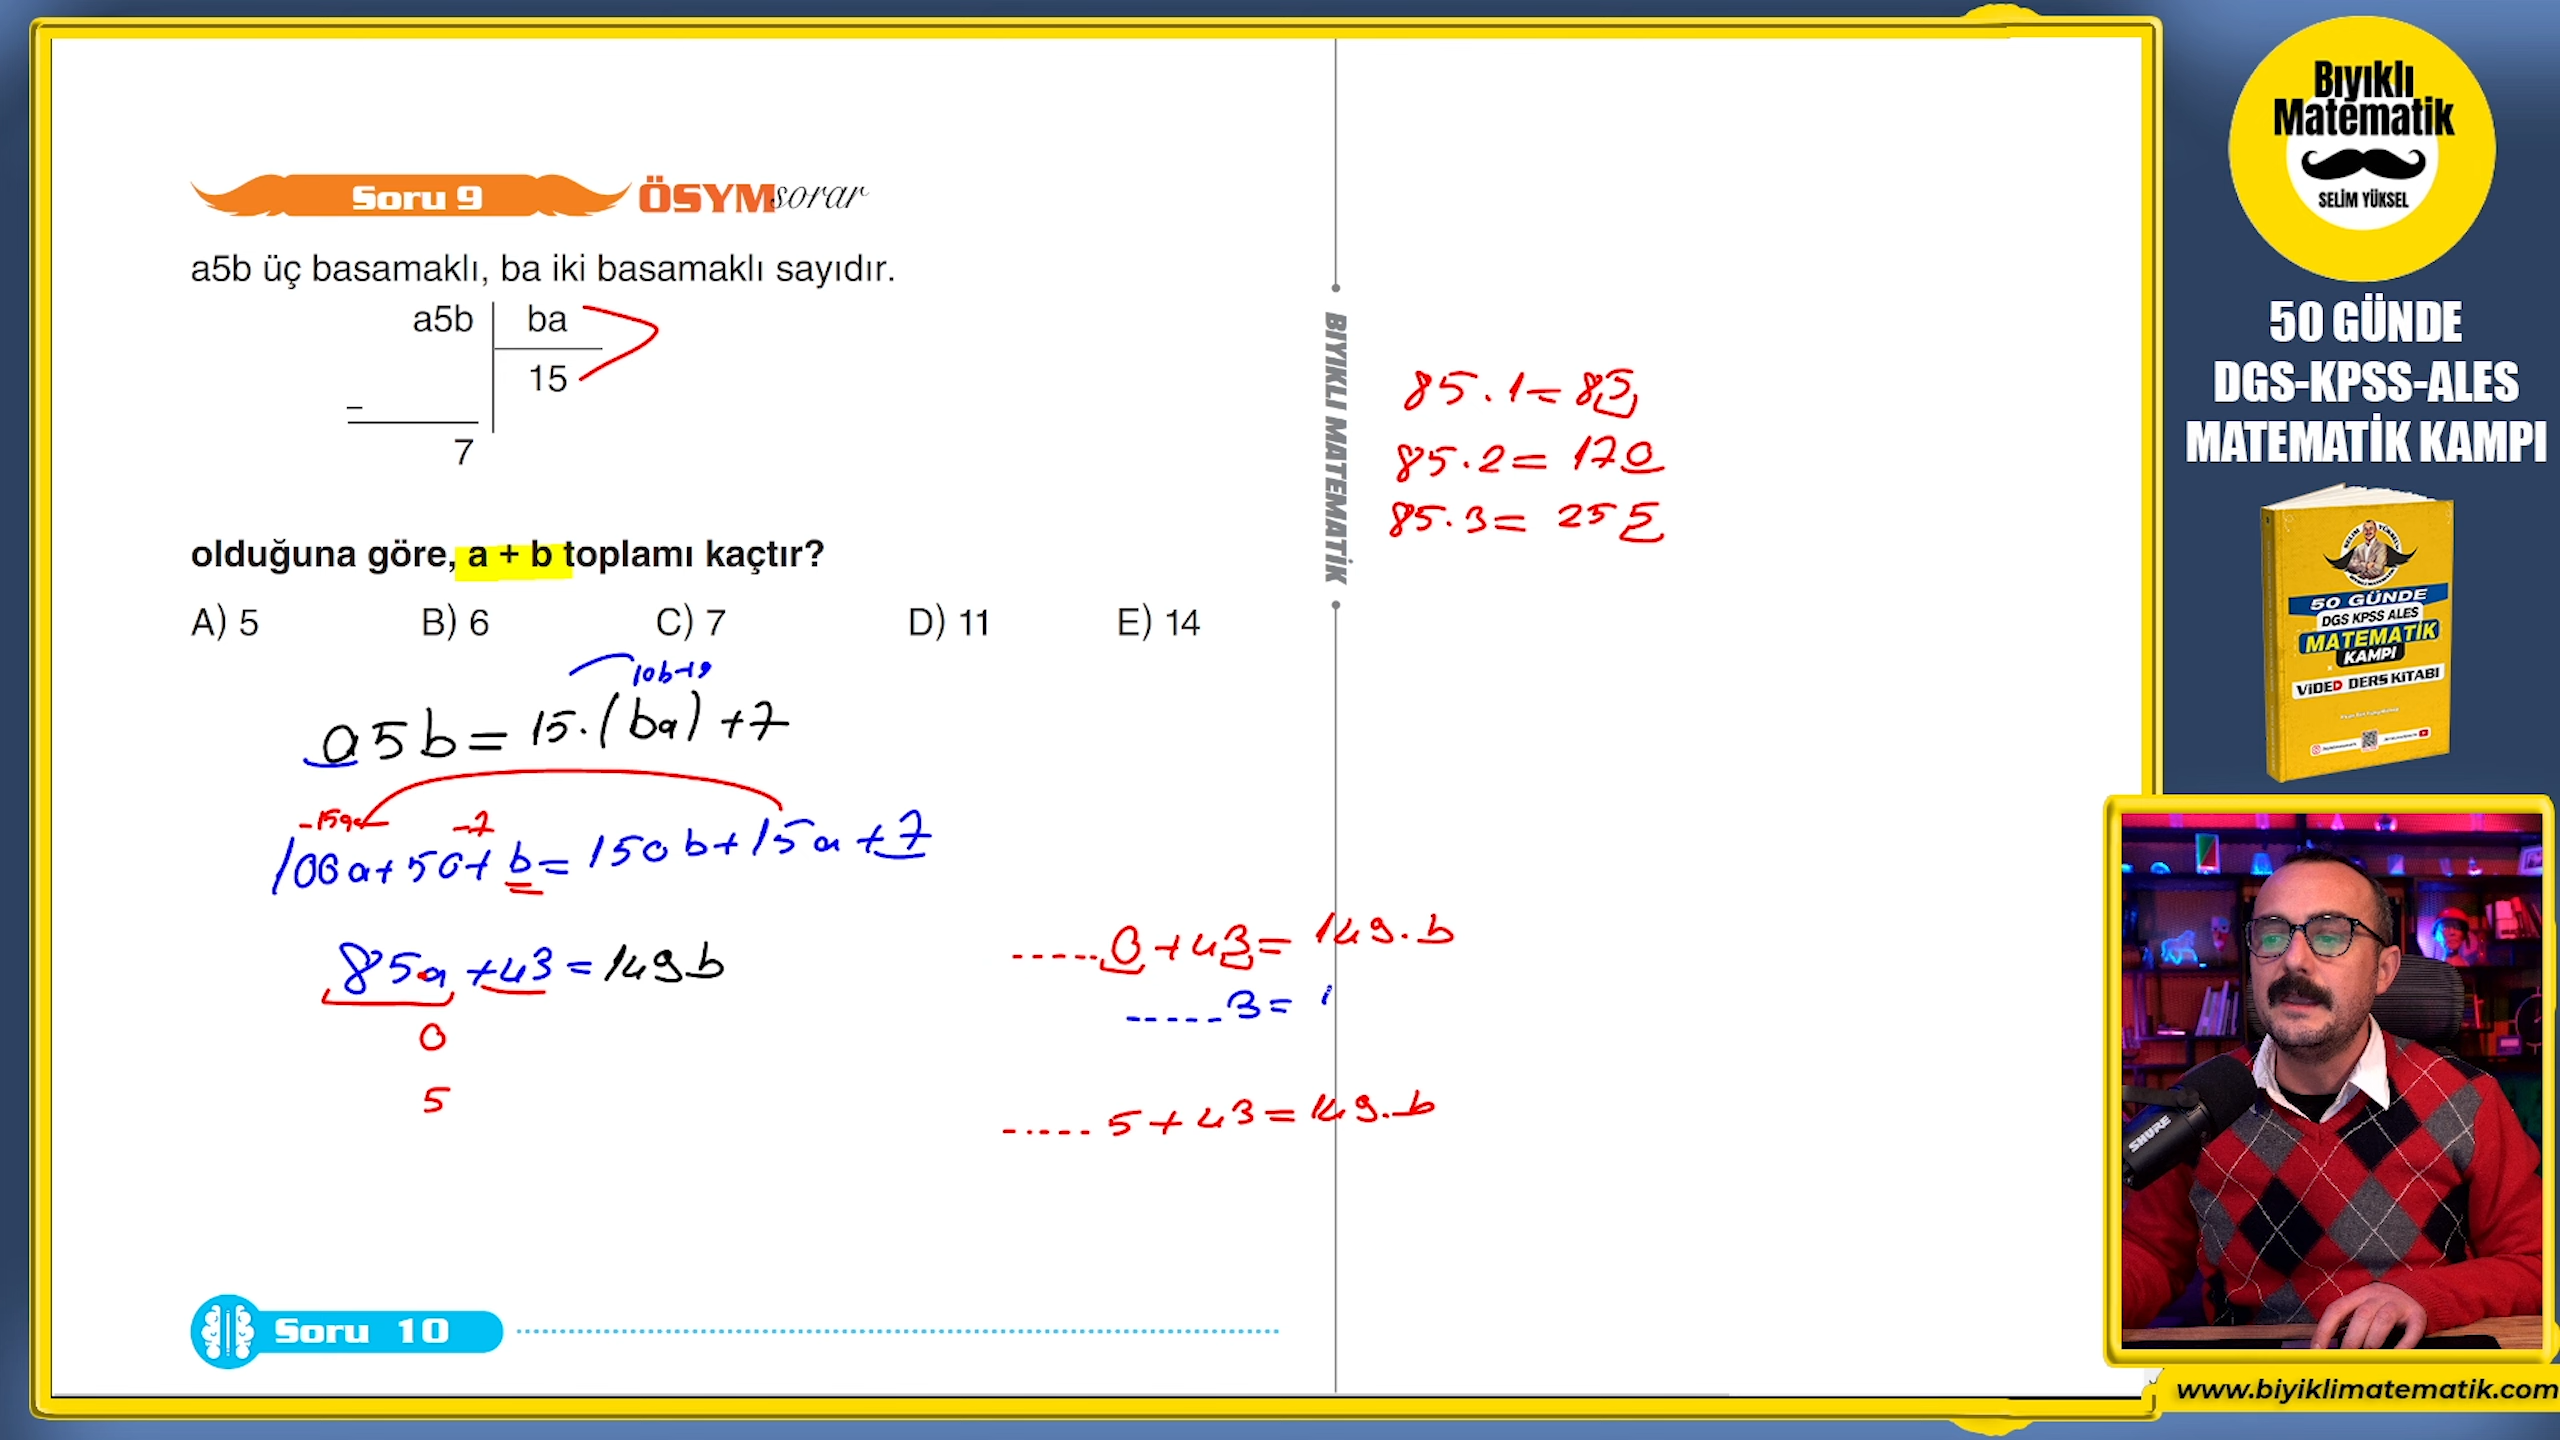 Soru 9 ÖSYM sorar
a5b üç basamaklı, ba iki basamaklı sayıdır.
a5b ba
15
–
7
olduğuna göre, a + b toplamı kaçtır?
A) 5 B) 6 C) 7 D) 11 E) 14
a5b = 15.(ba) + 7
-15a -7
100a + 50 + b = 150b + 15a + 7
85.a + 43 = 149b
0
5
Soru 10
BIYIKLI MATEMATİK
85.1 = 85
85.2 = 170
85.3 = 255
.....0 + 43 = 149.b
.....3 =
.....5 + 43 = 149.b
Bıyıklı
Matematik
SELİM YÜKSEL
50 GÜNDE
DGS-KPSS-ALES
MATEMATİK KAMPI
50 GÜNDE
DGS KPSS ALES
MATEMATİK
KAMPI
VİDEO DERS KİTABI
SHURE
www.biyiklimatematik.com